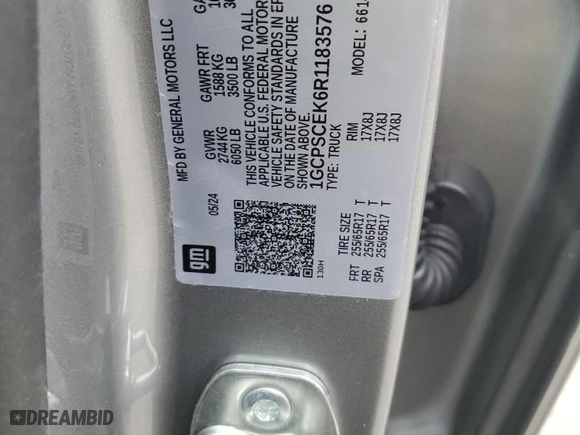 MFD BY GENERAL MOTORS LLC
05/24
GVWR
2744KG
6050 LB
GAWR FRT
1588 KG
3500 LB
THIS VEHICLE CONFORMS TO ALL
APPLICABLE U.S. FEDERAL MOTOR
VEHICLE SAFETY STANDARDS IN
ON THE DATE OF MANUFACTURE
SHOWN ABOVE.
1GCPSCEK6R1183576
TYPE: TRUCK
MODEL:
TIRE SIZE RIM
FRT 255/65R17 T 17X8J
RR 255/65R17 T 17X8J
SPA 255/65R17 T 17X8J
gm
130H
DREAMBID